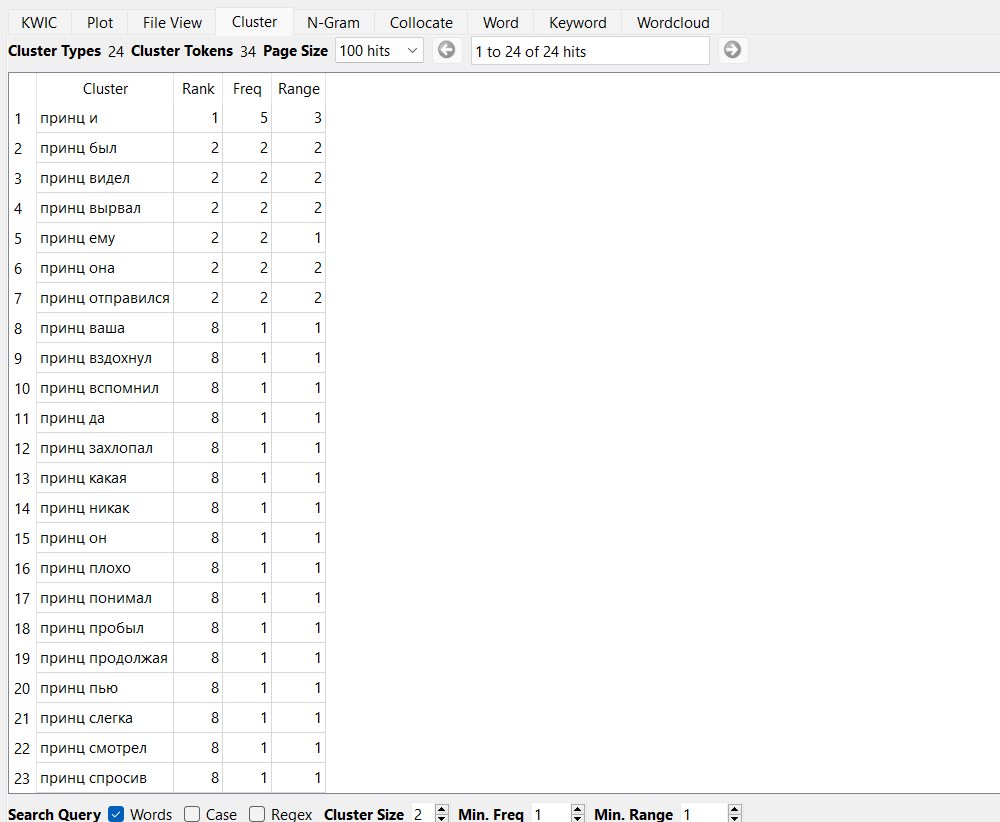 KWIC Plot File View Cluster N-Gram Collocate Word Keyword Wordcloud
Cluster Types 24 Cluster Tokens 34 Page Size 100 hits 1 to 24 of 24 hits
Cluster Rank Freq Range
1 принц и 1 5 3
2 принц был 2 2 2
3 принц видел 2 2 2
4 принц вырвал 2 2 2
5 принц ему 2 2 1
6 принц она 2 2 2
7 принц отправился 2 2 2
8 принц ваша 8 1 1
9 принц вздохнул 8 1 1
10 принц вспомнил 8 1 1
11 принц да 8 1 1
12 принц захлопал 8 1 1
13 принц какая 8 1 1
14 принц никак 8 1 1
15 принц он 8 1 1
16 принц плохо 8 1 1
17 принц понимал 8 1 1
18 принц пробыл 8 1 1
19 принц продолжая 8 1 1
20 принц пью 8 1 1
21 принц слегка 8 1 1
22 принц смотрел 8 1 1
23 принц спросив 8 1 1
Search Query Words Case Regex Cluster Size 2 Min. Freq 1 Min. Range 1